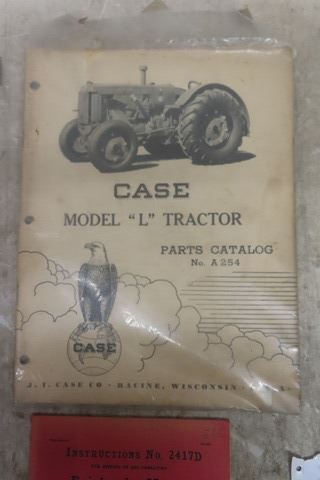 CASE
MODEL "L" TRACTOR
PARTS CATALOG
No. A 254
CASE
J. I. CASE CO · RACINE, WISCONSIN ·
INSTRUCTIONS No. 2417D